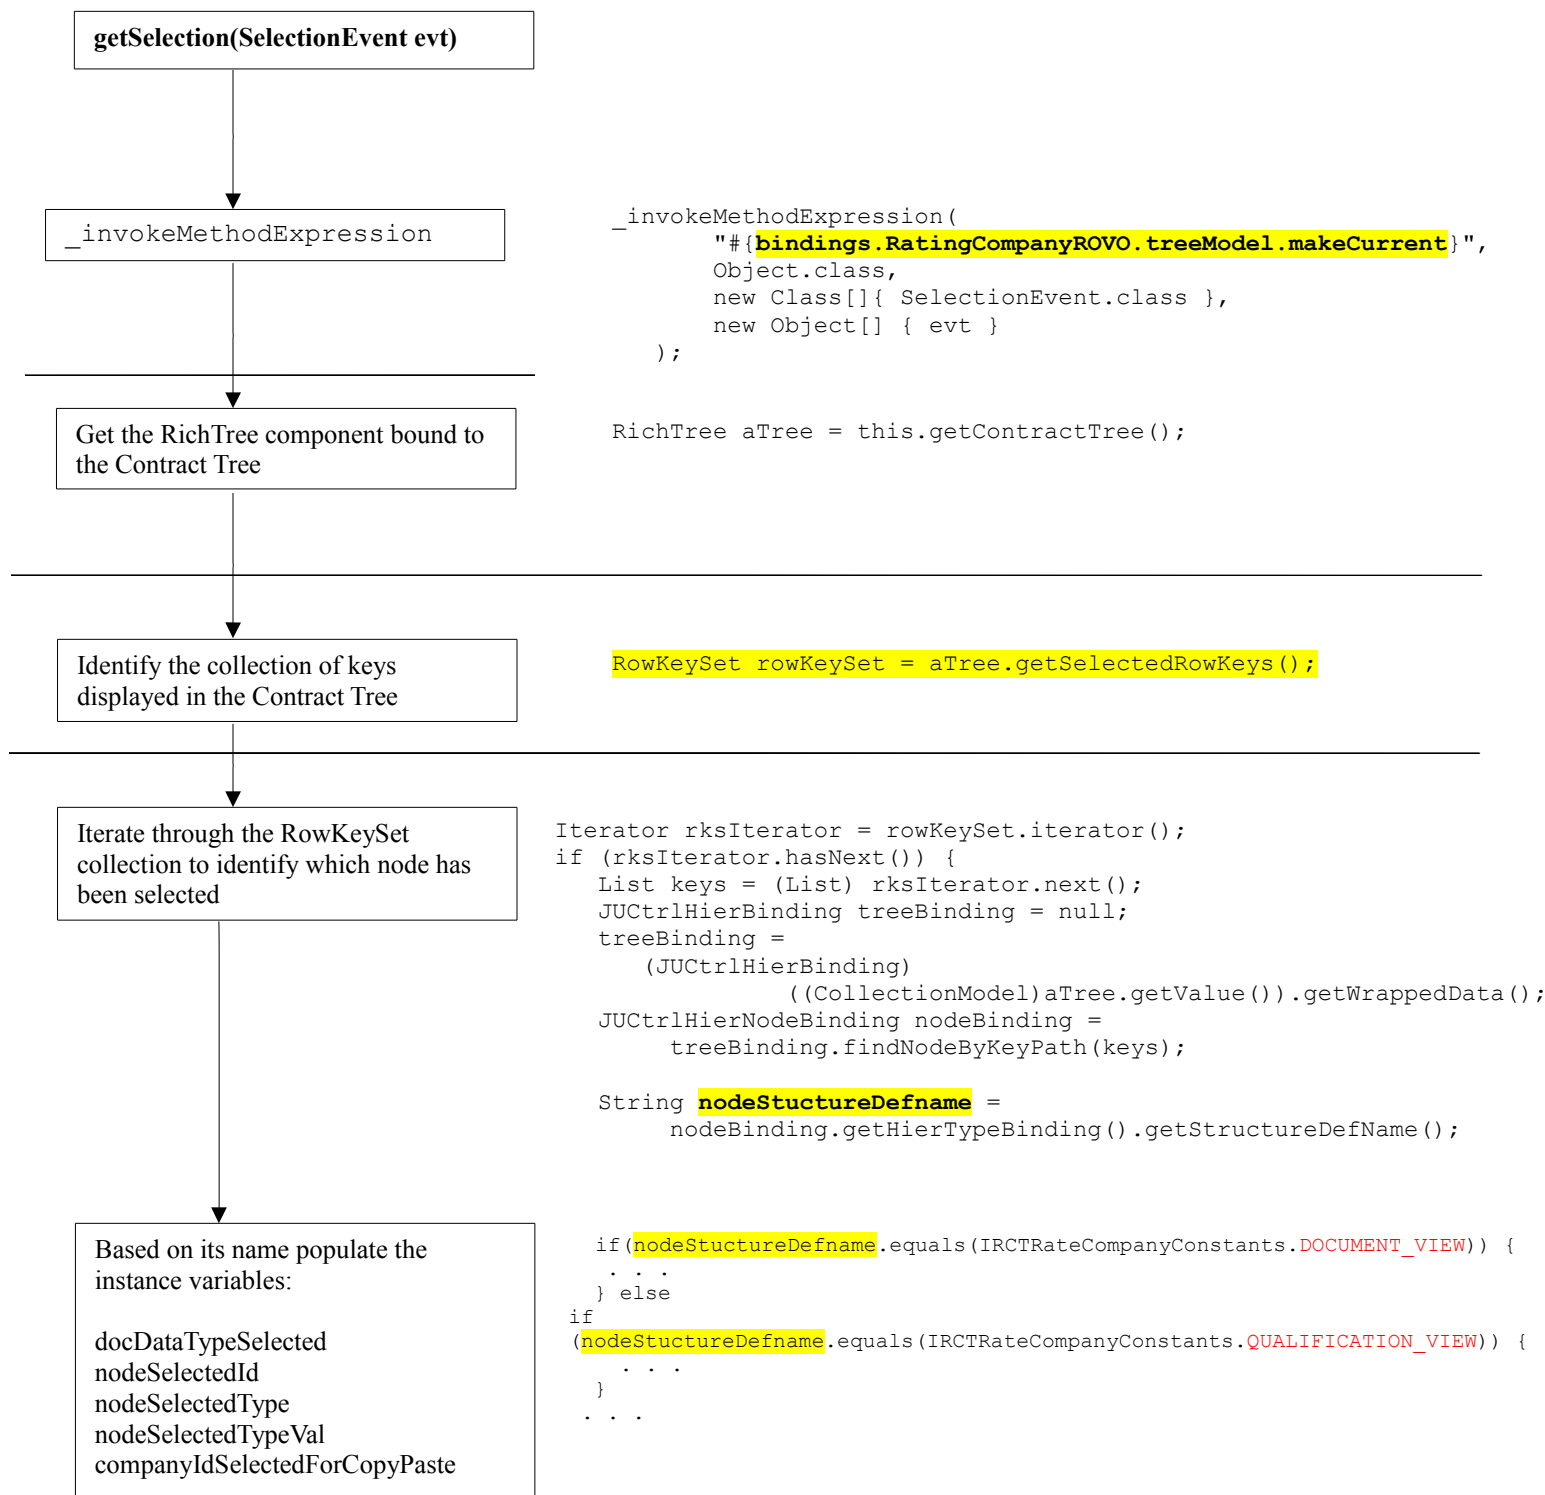 getSelection(SelectionEvent evt)
_invokeMethodExpression
_invokeMethodExpression(
"#{bindings.RatingCompanyROVO.treeModel.makeCurrent}",
Object.class,
new Class[]{ SelectionEvent.class },
new Object[] { evt }
);
Get the RichTree component bound to
the Contract Tree
RichTree aTree = this.getContractTree();
Identify the collection of keys
displayed in the Contract Tree
RowKeySet rowKeySet = aTree.getSelectedRowKeys();
Iterate through the RowKeySet
collection to identify which node has
been selected
Iterator rksIterator = rowKeySet.iterator();
if (rksIterator.hasNext()) {
List keys = (List) rksIterator.next();
JUCtrlHierBinding treeBinding = null;
treeBinding =
(JUCtrlHierBinding)
((CollectionModel)aTree.getValue()).getWrappedData();
JUCtrlHierNodeBinding nodeBinding =
treeBinding.findNodeByKeyPath(keys);
String nodeStuctureDefname =
nodeBinding.getHierTypeBinding().getStructureDefName();
Based on its name populate the
instance variables:
docDataTypeSelected
nodeSelectedId
nodeSelectedType
nodeSelectedTypeVal
companyIdSelectedForCopyPaste
if(nodeStuctureDefname.equals(IRCTRateCompanyConstants.DOCUMENT_VIEW)) {
. . .
} else
if
(nodeStuctureDefname.equals(IRCTRateCompanyConstants.QUALIFICATION_VIEW)) {
. . .
}
. . .